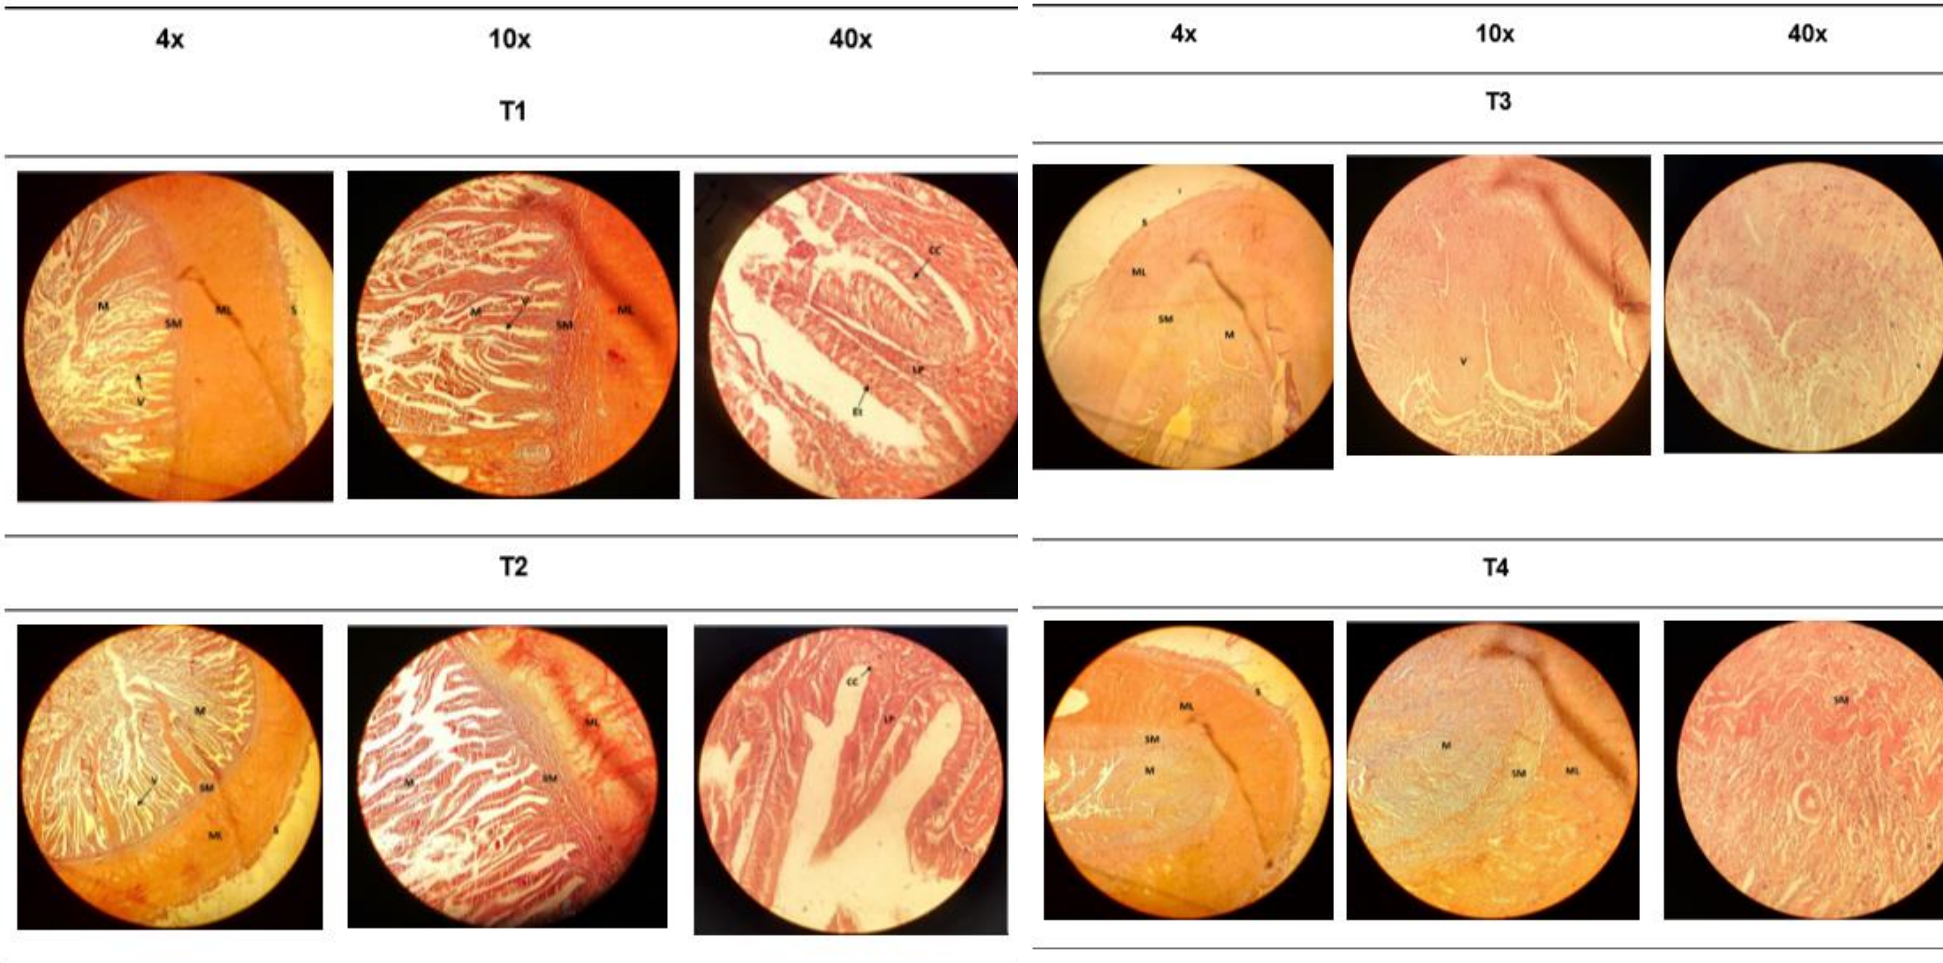 4x 10x 40x
T1
M V SM ML S
M V SM ML
CC LP Et
T2
M V SM ML S
M SM ML
CC LP
4x 10x 40x
T3
S ML SM M
V
T4
ML S SM M
M SM ML
SM